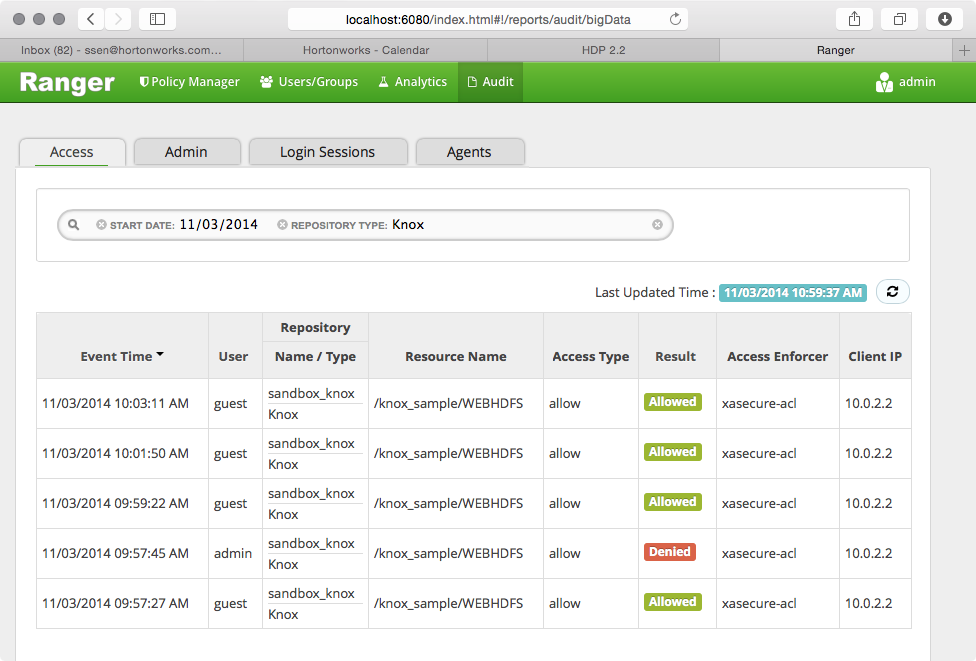 localhost:6080/index.html#!/reports/audit/bigData
Inbox (82) - ssen@hortonworks.com... Hortonworks - Calendar HDP 2.2 Ranger
Ranger Policy Manager Users/Groups Analytics Audit admin
Access Admin Login Sessions Agents
START DATE: 11/03/2014 REPOSITORY TYPE: Knox
Last Updated Time : 11/03/2014 10:59:37 AM
Repository
Event Time User Name / Type Resource Name Access Type Result Access Enforcer Client IP
sandbox_knox
11/03/2014 10:03:11 AM guest /knox_sample/WEBHDFS allow Allowed xasecure-acl 10.0.2.2
Knox
sandbox_knox
11/03/2014 10:01:50 AM guest /knox_sample/WEBHDFS allow Allowed xasecure-acl 10.0.2.2
Knox
sandbox_knox
11/03/2014 09:59:22 AM guest /knox_sample/WEBHDFS allow Allowed xasecure-acl 10.0.2.2
Knox
sandbox_knox
11/03/2014 09:57:45 AM admin /knox_sample/WEBHDFS allow Denied xasecure-acl 10.0.2.2
Knox
sandbox_knox
11/03/2014 09:57:27 AM guest /knox_sample/WEBHDFS allow Allowed xasecure-acl 10.0.2.2
Knox